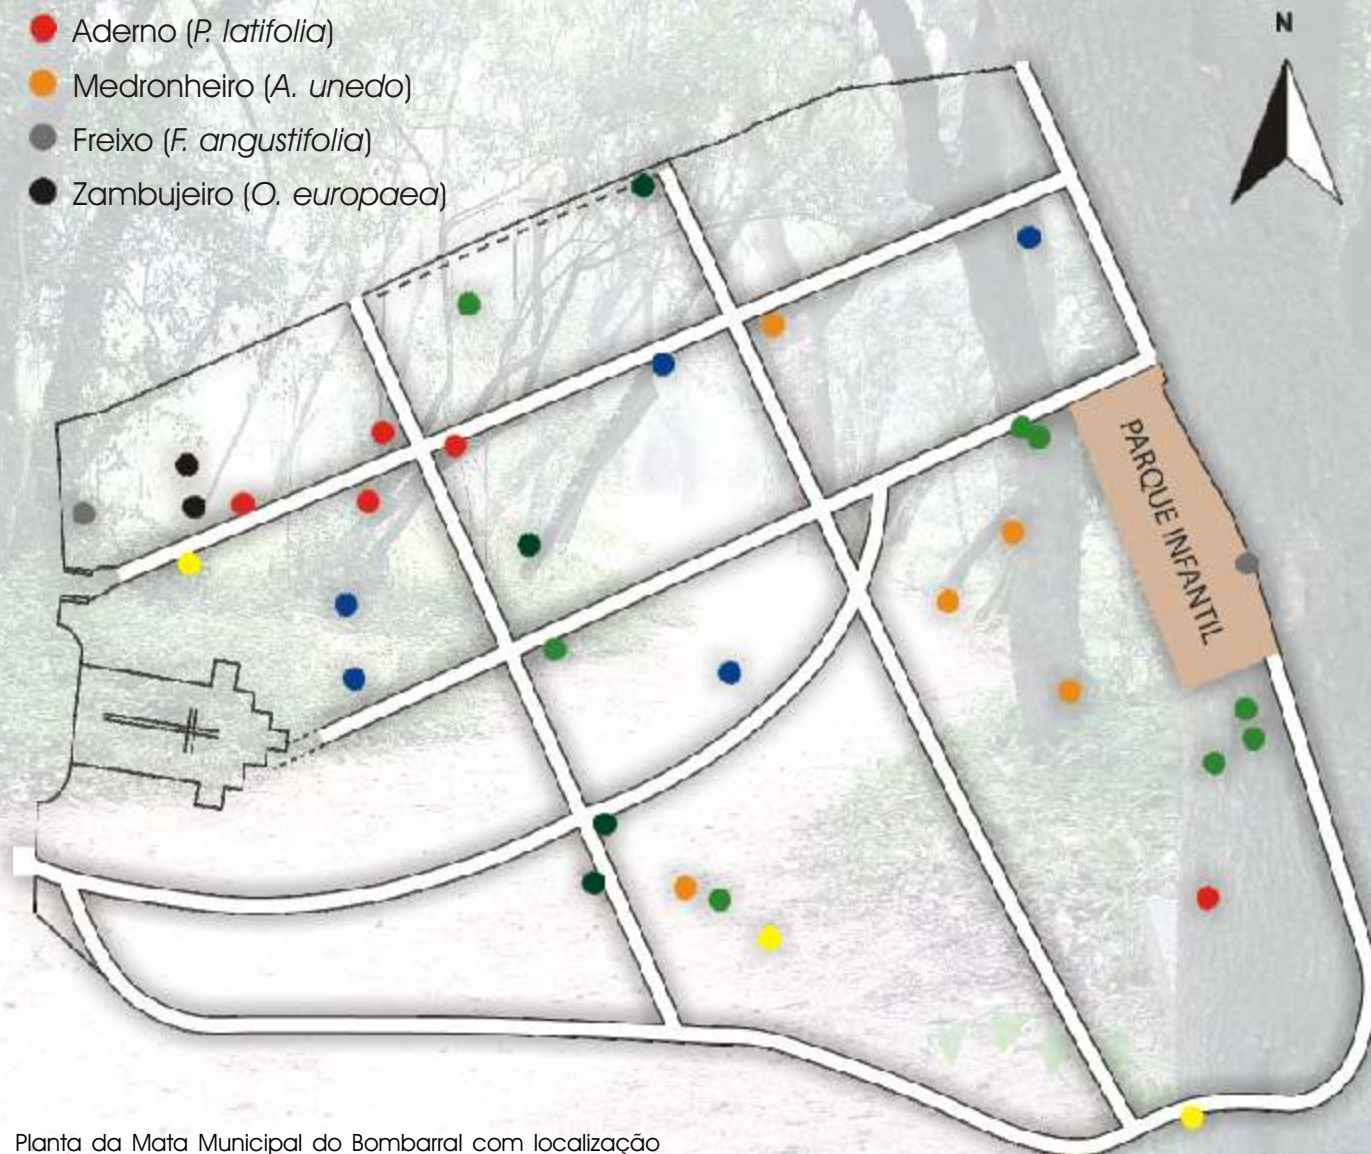 Aderno (P. latifolia)
Medronheiro (A. unedo)
Freixo (F. angustifolia)
Zambujeiro (O. europaea)
N
PARQUE INFANTIL
Planta da Mata Municipal do Bombarral com localização